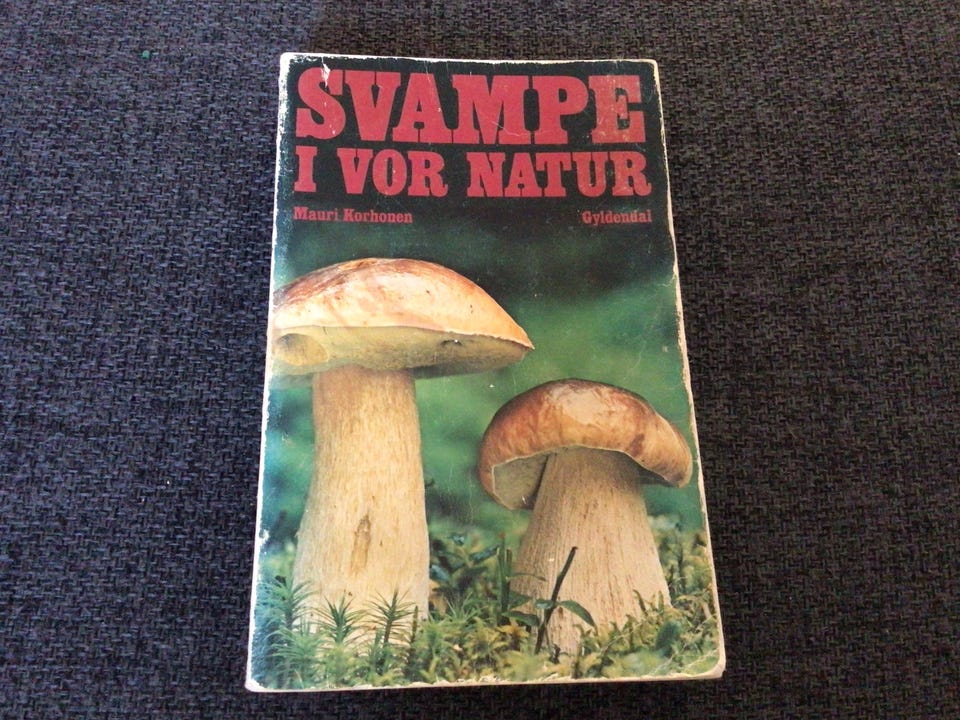 SVAMPE
I VOR NATUR
Mauri Korhonen
Gyldendal